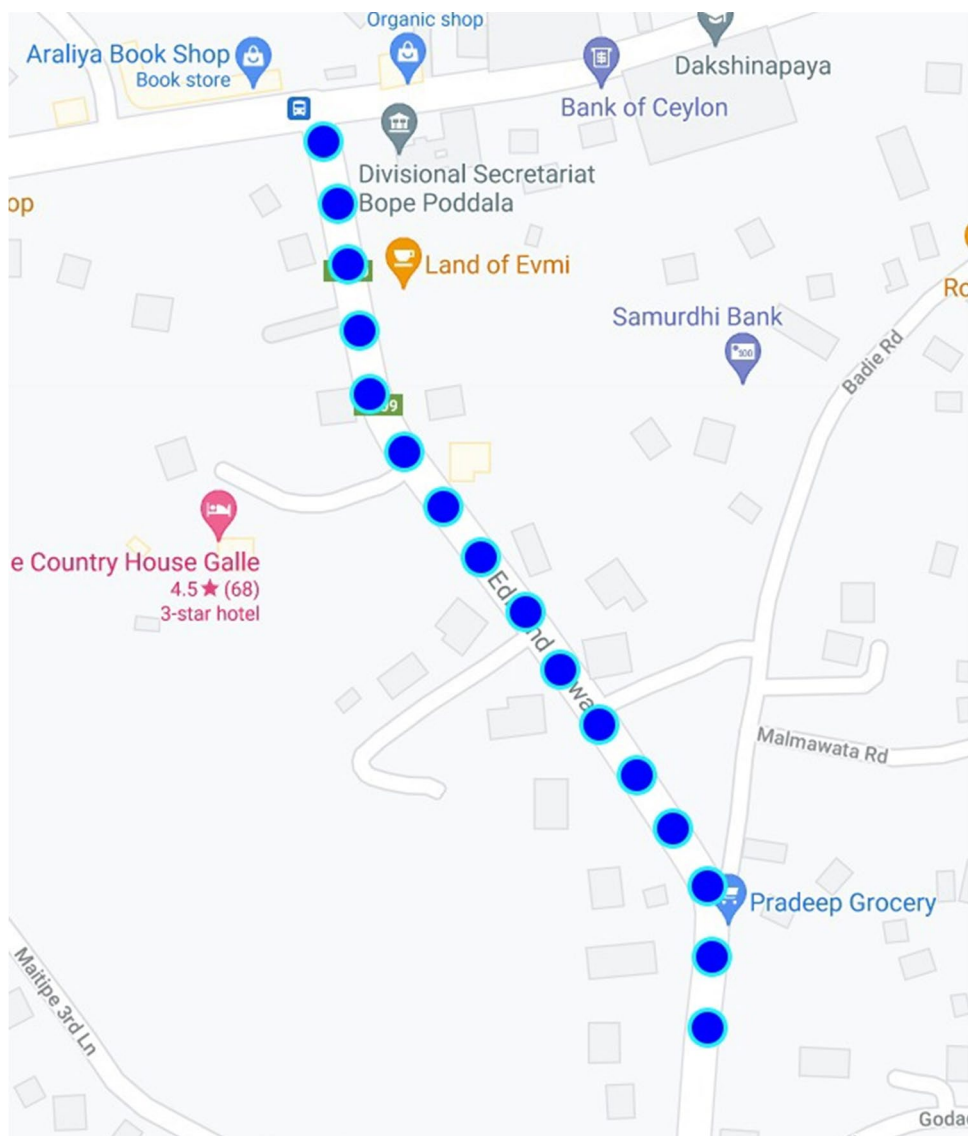 Organic shop
Araliya Book Shop
Book store
Dakshinapaya
Bank of Ceylon
Divisional Secretariat
Bope Poddala
op
Land of Evmi
Samurdhi Bank
Badie Rd
e Country House Galle
4.5★ (68)
3-star hotel
Malmawata Rd
Pradeep Grocery
Maitipe 3rd Ln